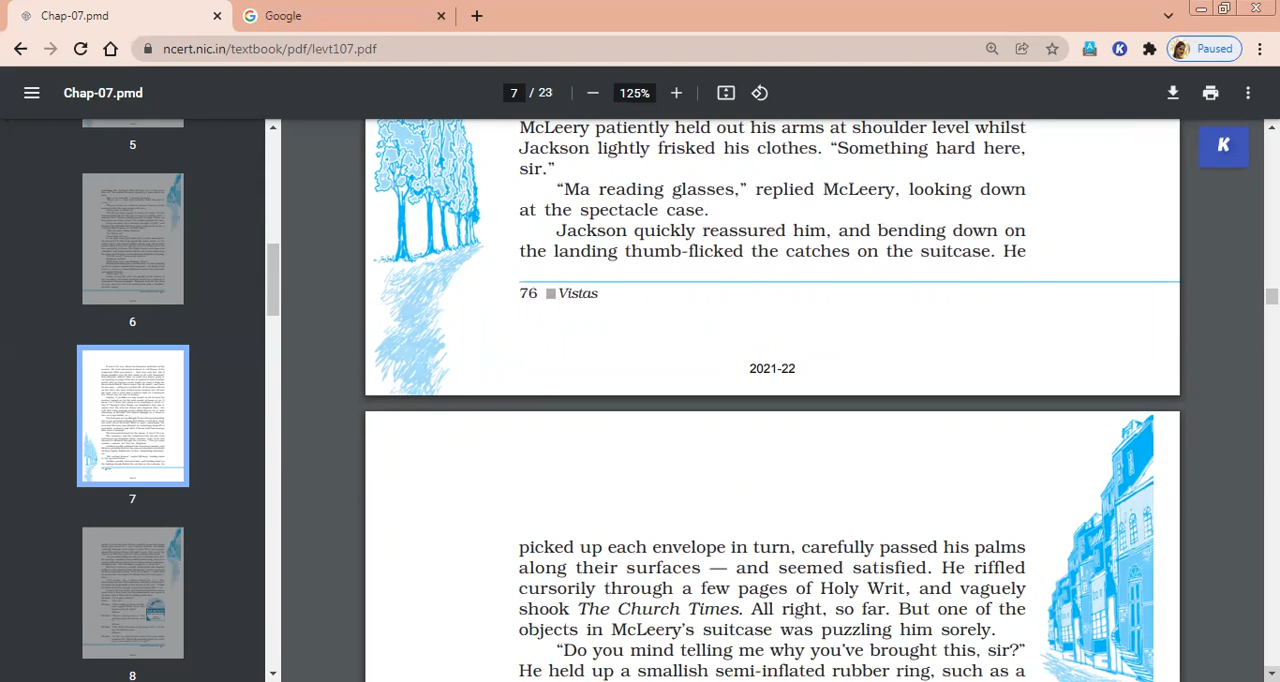 Chap-07.pmd
Google
ncert.nic.in/textbook/pdf/levt107.pdf
Paused
Chap-07.pmd
7 / 23
125%
5
6
7
8
K
McLeery patiently held out his arms at shoulder level whilst
Jackson lightly frisked his clothes. “Something hard here,
sir.”
“Ma reading glasses,” replied McLeery, looking down
at the spectacle case.
Jackson quickly reassured him, and bending down on
the landing thumb-flicked the catches on the suitcase. He
76 Vistas
2021-22
picked up each envelope in turn, carefully passed his palms
along their surfaces — and seemed satisfied. He riffled
cursorily through a few pages of Holy Writ, and vaguely
shook The Church Times. All right, so far. But one of the
objects in McLeery’s suitcase was puzzling him sorely.
“Do you mind telling me why you’ve brought this, sir?”
He held up a smallish semi-inflated rubber ring, such as a